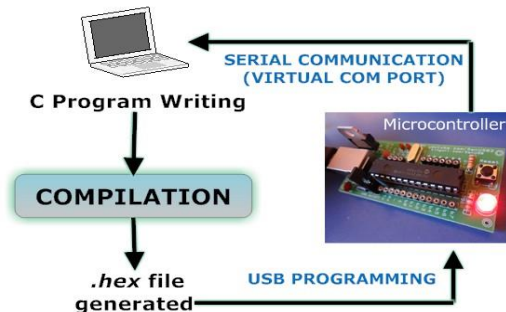 SERIAL COMMUNICATION
(VIRTUAL COM PORT)
C Program Writing
Microcontroller
COMPILATION
.hex file
generated
USB PROGRAMMING